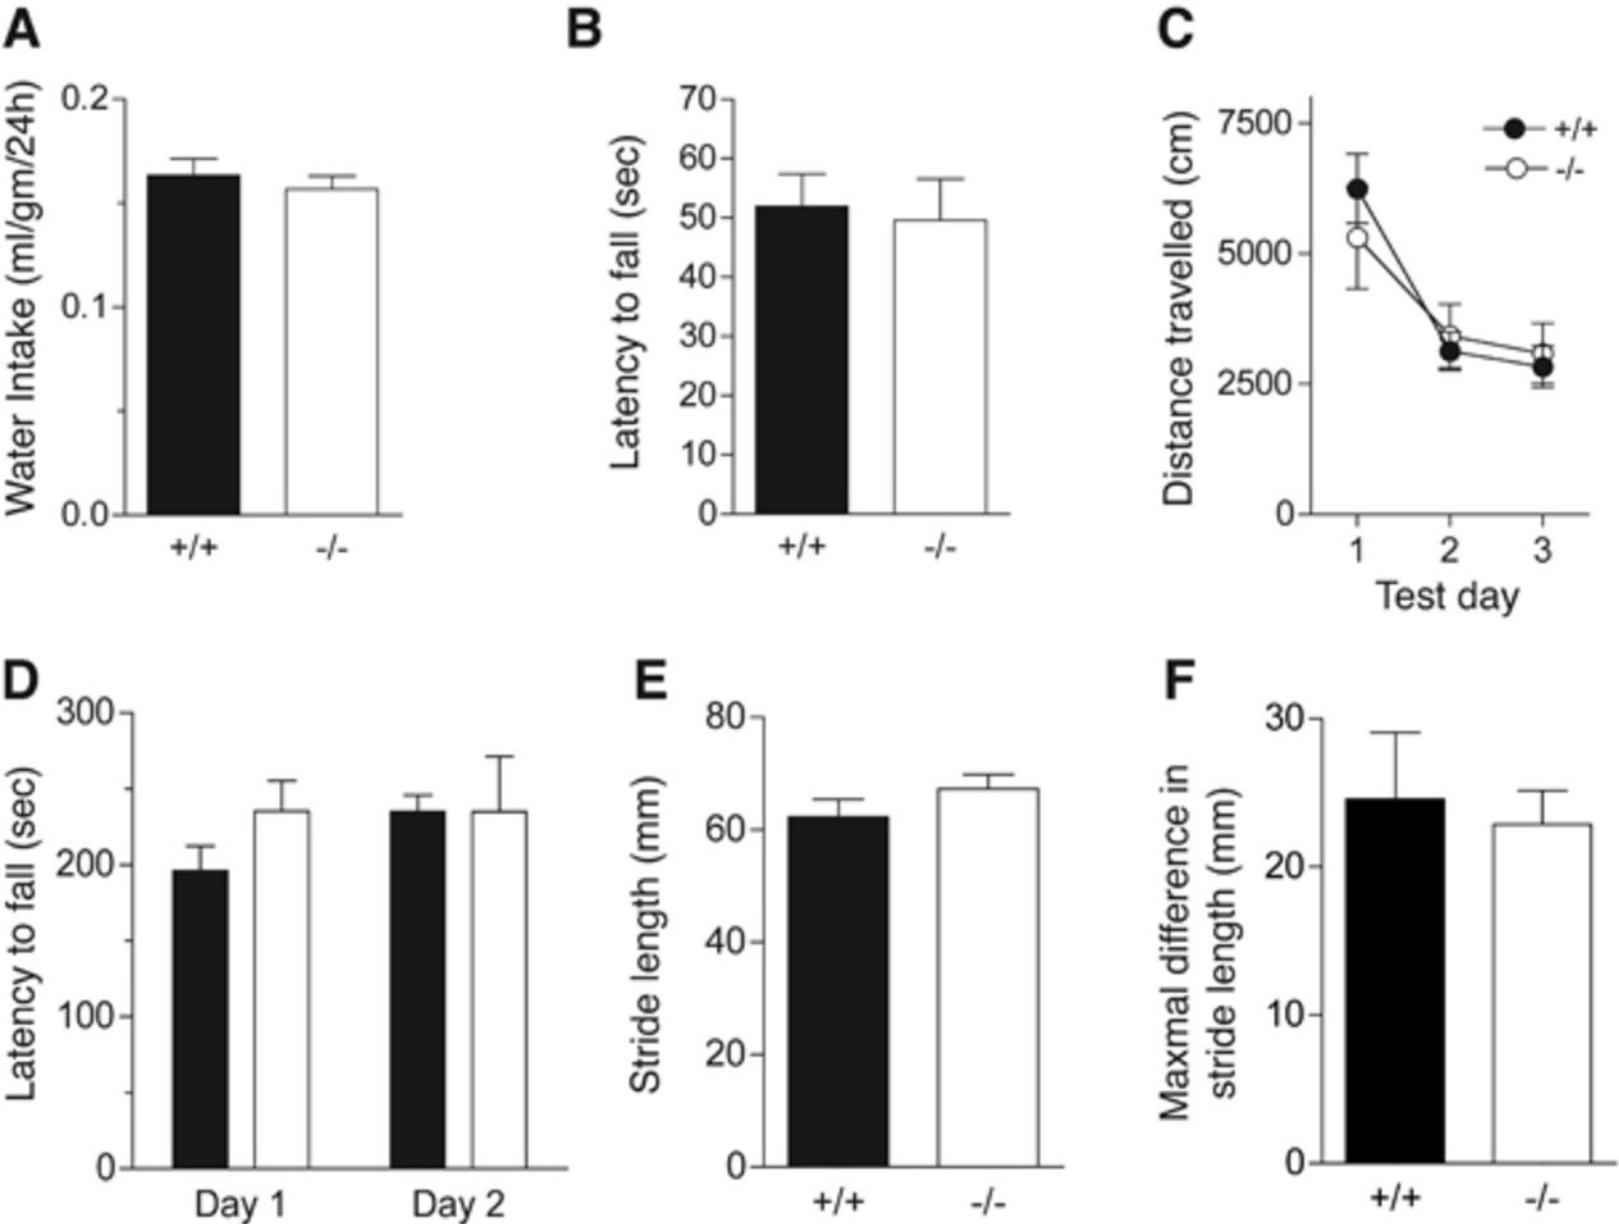 A
Water Intake (ml/gm/24h)
0.2
0.1
0.0
+/+
-/-
B
Latency to fall (sec)
70
60
50
40
30
20
10
0
+/+
-/-
C
Distance travelled (cm)
7500
5000
2500
0
+/+
-/-
1
2
3
Test day
D
Latency to fall (sec)
300
200
100
0
Day 1
Day 2
E
Stride length (mm)
80
60
40
20
0
+/+
-/-
F
Maxmal difference in
stride length (mm)
30
20
10
0
+/+
-/-